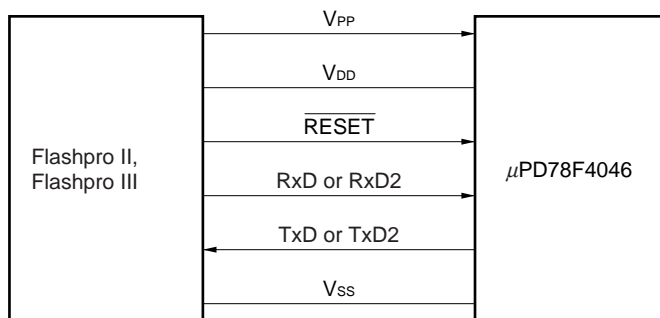 VPP
VDD
RESET
Flashpro II,
Flashpro III
RxD or RxD2
μPD78F4046
TxD or TxD2
VSS